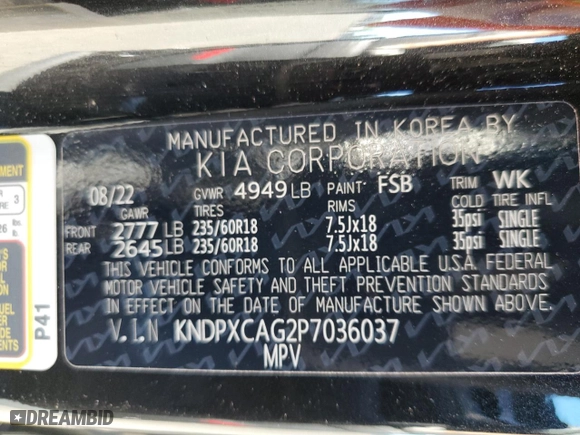 MANUFACTURED IN KOREA BY
KIA CORPORATION
08/22 GVWR 4949 LB PAINT FSB TRIM WK
GAWR TIRES RIMS COLD TIRE INFL
FRONT 2777 LB 235/60R18 7.5Jx18 35psi SINGLE
REAR 2645 LB 235/60R18 7.5Jx18 35psi SINGLE
THIS VEHICLE CONFORMS TO ALL APPLICABLE U.S.A. FEDERAL
MOTOR VEHICLE SAFETY AND THEFT PREVENTION STANDARDS
IN EFFECT ON THE DATE OF MANUFACTURE SHOWN ABOVE.
V.I.N KNDPXCAG2P7036037
MPV
P41
3
DREAMBID